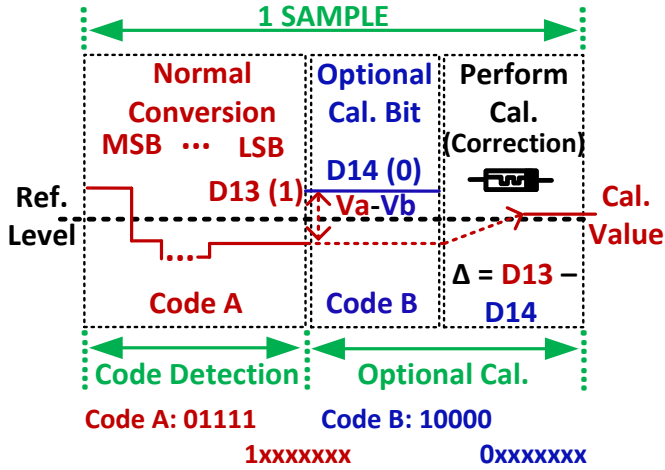 1 SAMPLE
Normal
Conversion
MSB ... LSB
D13 (1)
Code A
Optional
Cal. Bit
D14 (0)
Va-Vb
Code B
Perform
Cal.
(Correction)
Δ = D13 –
D14
Ref.
Level
Cal.
Value
Code Detection
Optional Cal.
Code A: 01111
1xxxxxxx
Code B: 10000
0xxxxxxx